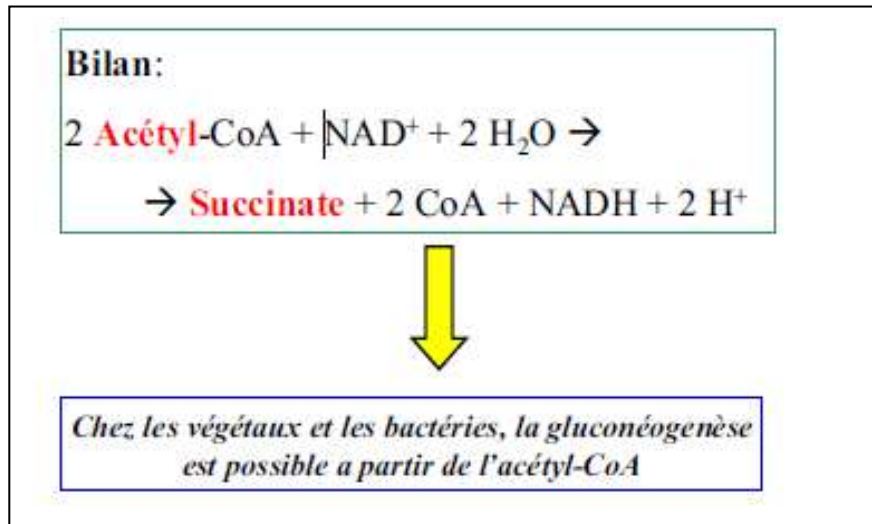 Bilan:
2 Acétyl-CoA + NAD⁺ + 2 H₂O →
→ Succinate + 2 CoA + NADH + 2 H⁺
Chez les végétaux et les bactéries, la gluconéogenèse
est possible a partir de l'acétyl-CoA